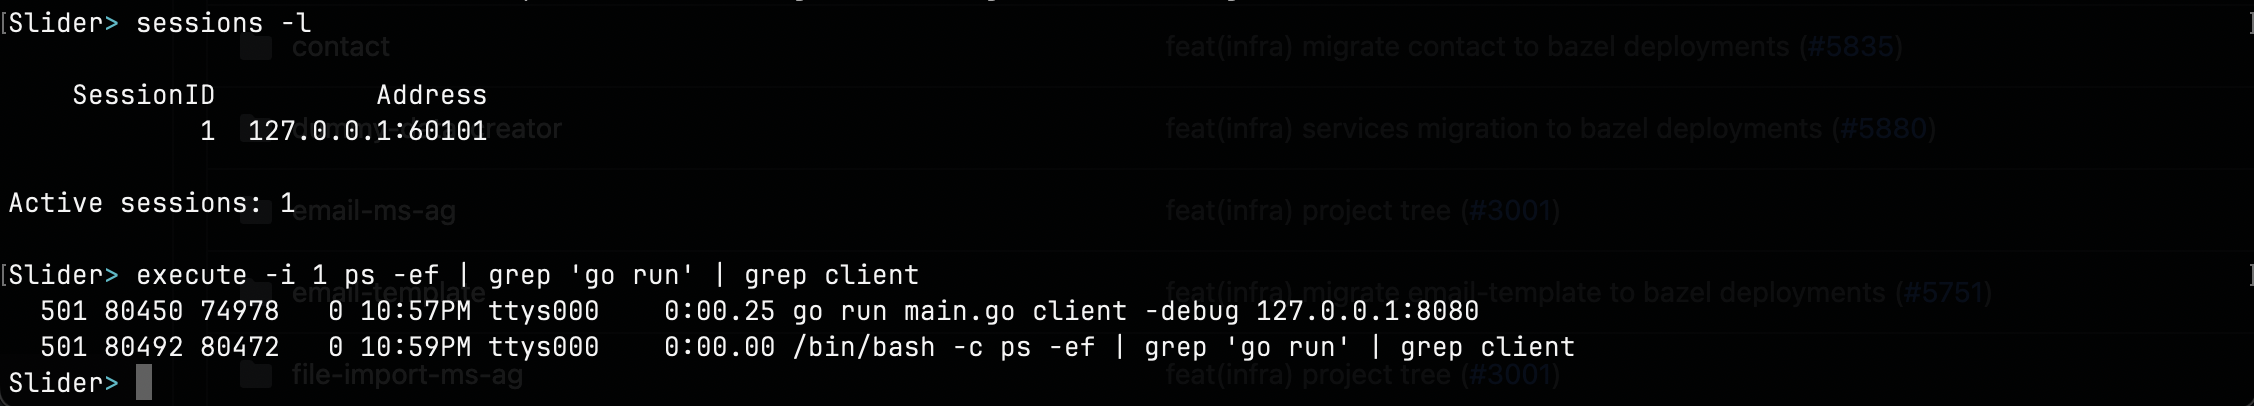 Slider> sessions -l
contact feat(infra) migrate contact to bazel deployments (#5835)
SessionID Address
1 127.0.0.1:60101
feat(infra) services migration to bazel deployments (#5880)
Active sessions: 1
email-ms-ag feat(infra) project tree (#3001)
Slider> execute -i 1 ps -ef | grep 'go run' | grep client
email-template feat(infra) migrate email-template to bazel deployments (#5751)
501 80450 74978 0 10:57PM ttys000 0:00.25 go run main.go client -debug 127.0.0.1:8080
501 80492 80472 0 10:59PM ttys000 0:00.00 /bin/bash -c ps -ef | grep 'go run' | grep client
file-import-ms-ag feat(infra) project tree (#3001)
Slider>